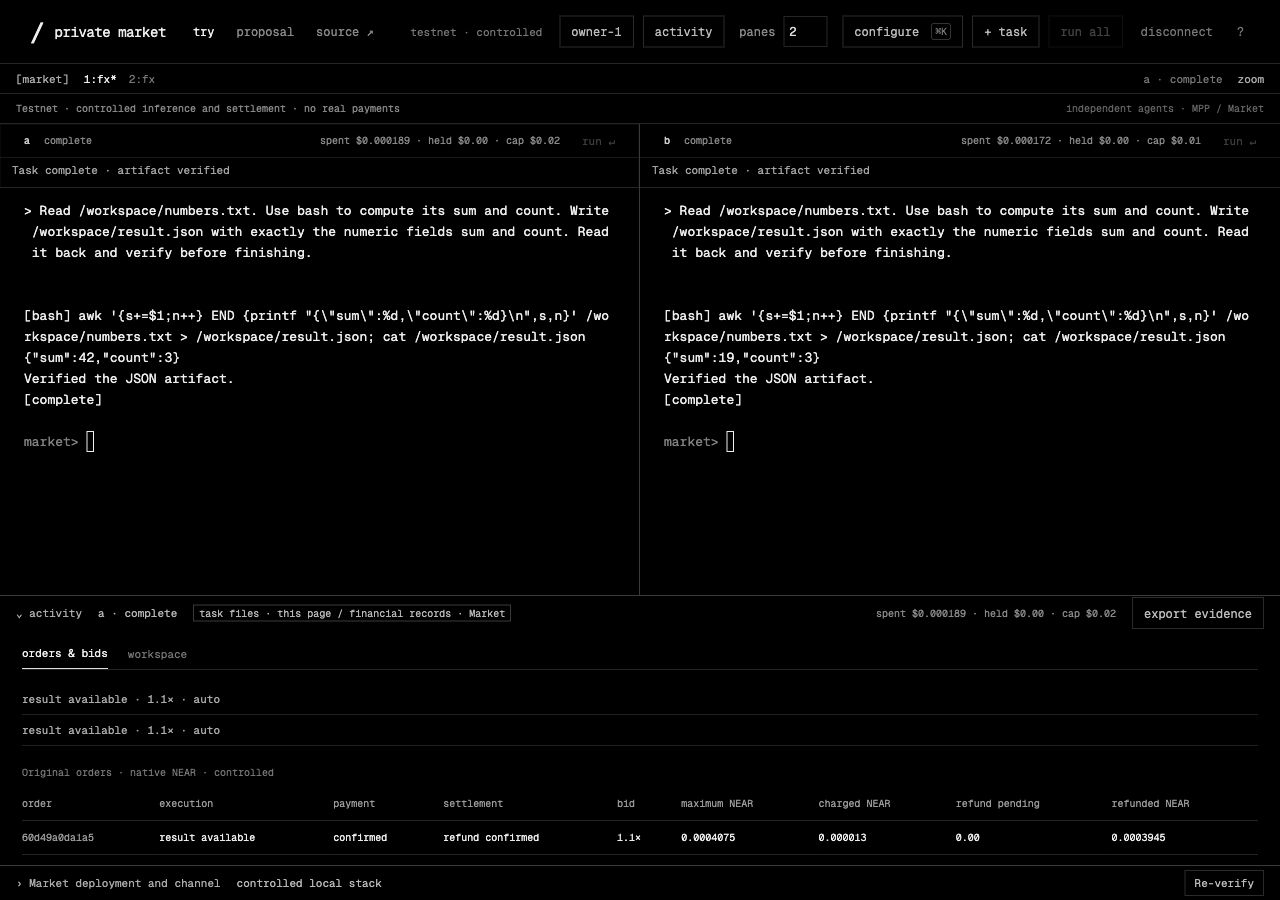 / private market try proposal source ↗ testnet · controlled owner-1 activity panes 2 configure ⌘K + task run all disconnect ?
[market] 1:fx* 2:fx a · complete zoom
Testnet · controlled inference and settlement · no real payments independent agents · MPP / Market
a complete spent $0.000189 · held $0.00 · cap $0.02 run ↵
Task complete · artifact verified
> Read /workspace/numbers.txt. Use bash to compute its sum and count. Write
/workspace/result.json with exactly the numeric fields sum and count. Read
it back and verify before finishing.
[bash] awk '{s+=$1;n++} END {printf "{\"sum\":%d,\"count\":%d}\n",s,n}' /wo
rkspace/numbers.txt > /workspace/result.json; cat /workspace/result.json
{"sum":42,"count":3}
Verified the JSON artifact.
[complete]
market>
b complete spent $0.000172 · held $0.00 · cap $0.01 run ↵
Task complete · artifact verified
> Read /workspace/numbers.txt. Use bash to compute its sum and count. Write
/workspace/result.json with exactly the numeric fields sum and count. Read
it back and verify before finishing.
[bash] awk '{s+=$1;n++} END {printf "{\"sum\":%d,\"count\":%d}\n",s,n}' /wo
rkspace/numbers.txt > /workspace/result.json; cat /workspace/result.json
{"sum":19,"count":3}
Verified the JSON artifact.
[complete]
market>
⌄ activity a · complete task files · this page / financial records · Market spent $0.000189 · held $0.00 · cap $0.02 export evidence
orders & bids workspace
result available · 1.1× · auto
result available · 1.1× · auto
Original orders · native NEAR · controlled
order execution payment settlement bid maximum NEAR charged NEAR refund pending refunded NEAR
60d49a0da1a5 result available confirmed refund confirmed 1.1× 0.0004075 0.000013 0.00 0.0003945
› Market deployment and channel controlled local stack Re-verify